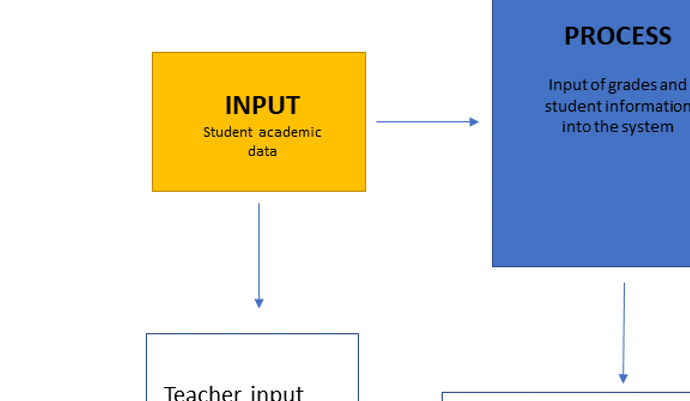 INPUT
Student academic
data
PROCESS
Input of grades and
student information
into the system
Teacher input